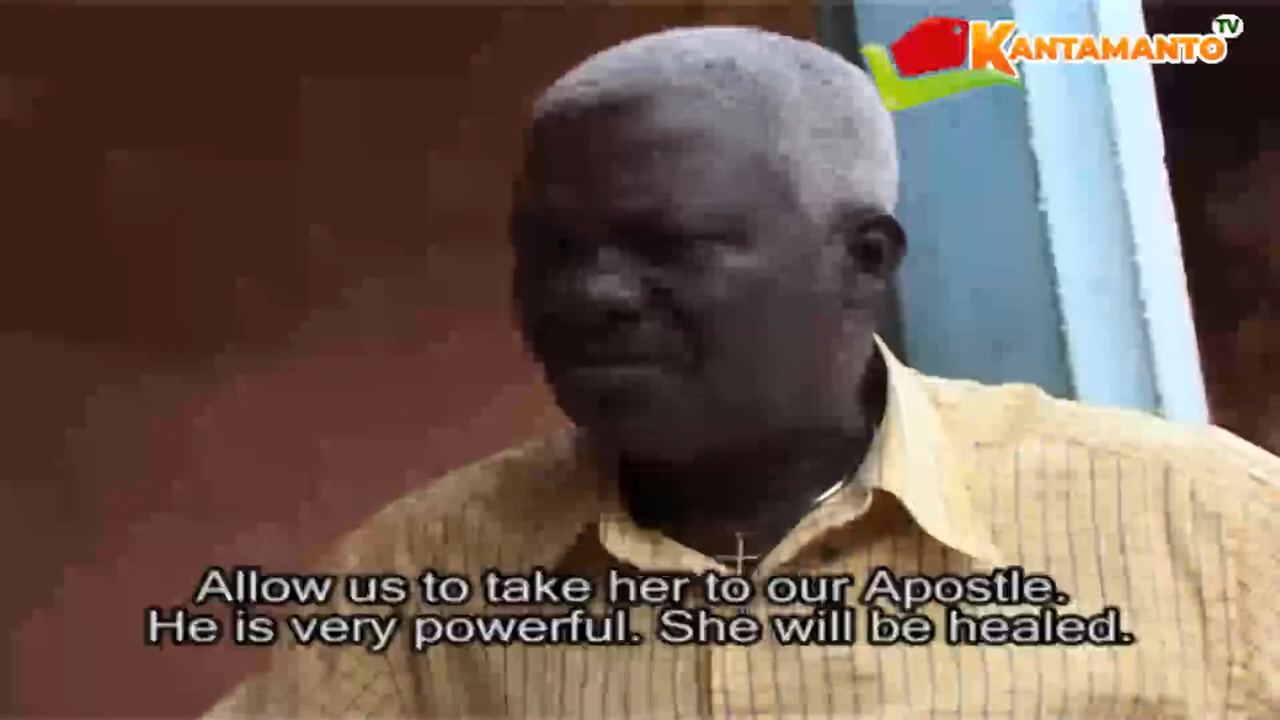 KANTAMANTO TV
Allow us to take her to our Apostle.
He is very powerful. She will be healed.